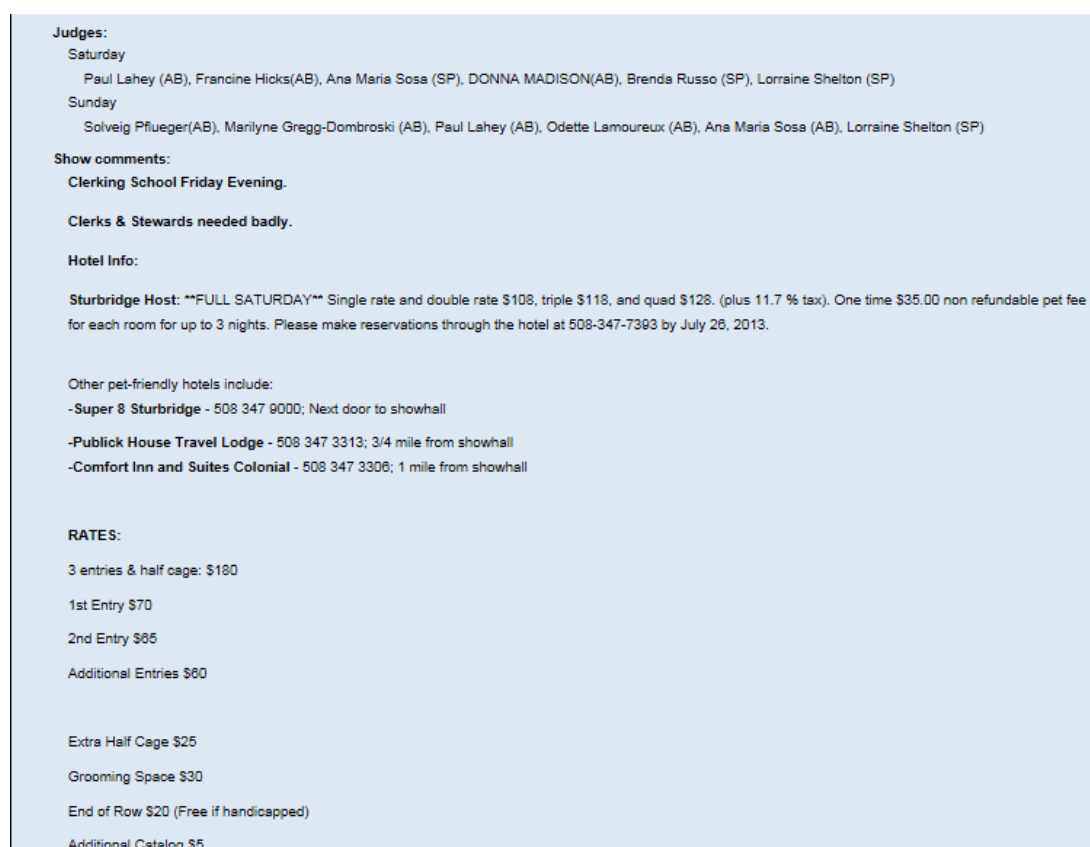 Judges:
Saturday
Paul Lahey (AB), Francine Hicks(AB), Ana Maria Sosa (SP), DONNA MADISON(AB), Brenda Russo (SP), Lorraine Shelton (SP)
Sunday
Solveig Pflueger(AB), Marilyne Gregg-Dombroski (AB), Paul Lahey (AB), Odette Lamoureux (AB), Ana Maria Sosa (AB), Lorraine Shelton (SP)
Show comments:
Clerking School Friday Evening.
Clerks & Stewards needed badly.
Hotel Info:
Sturbridge Host: **FULL SATURDAY** Single rate and double rate $108, triple $118, and quad $128. (plus 11.7 % tax). One time $35.00 non refundable pet fee
for each room for up to 3 nights. Please make reservations through the hotel at 508-347-7393 by July 26, 2013.
Other pet-friendly hotels include:
-Super 8 Sturbridge - 508 347 9000; Next door to showhall
-Publick House Travel Lodge - 508 347 3313; 3/4 mile from showhall
-Comfort Inn and Suites Colonial - 508 347 3306; 1 mile from showhall
RATES:
3 entries & half cage: $180
1st Entry $70
2nd Entry $65
Additional Entries $60
Extra Half Cage $25
Grooming Space $30
End of Row $20 (Free if handicapped)
Additional Catalog $5